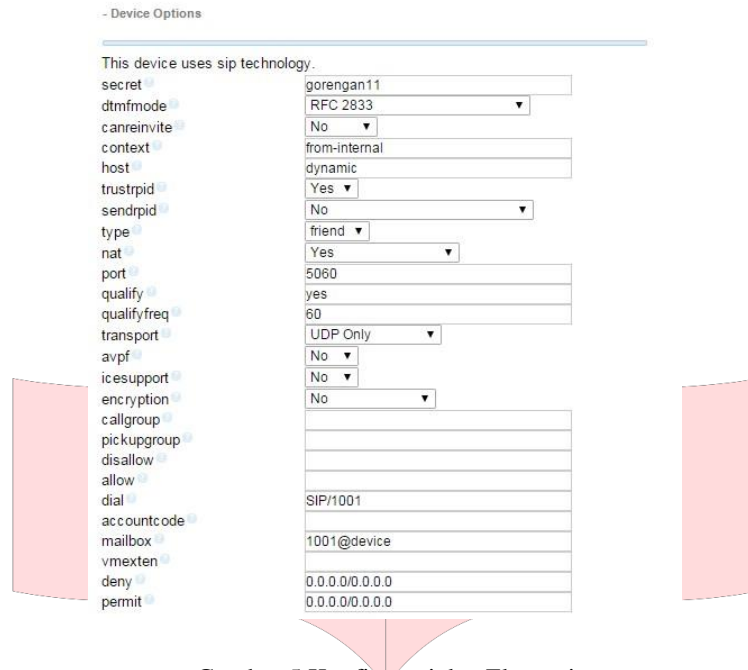 - Device Options
This device uses sip technology.
secret gorengan11
dtmfmode RFC 2833
canreinvite No
context from-internal
host dynamic
trustrpid Yes
sendrpid No
type friend
nat Yes
port 5060
qualify yes
qualifyfreq 60
transport UDP Only
avpf No
icesupport No
encryption No
callgroup
pickupgroup
disallow
allow
dial SIP/1001
accountcode
mailbox 1001@device
vmexten
deny 0.0.0.0/0.0.0.0
permit 0.0.0.0/0.0.0.0